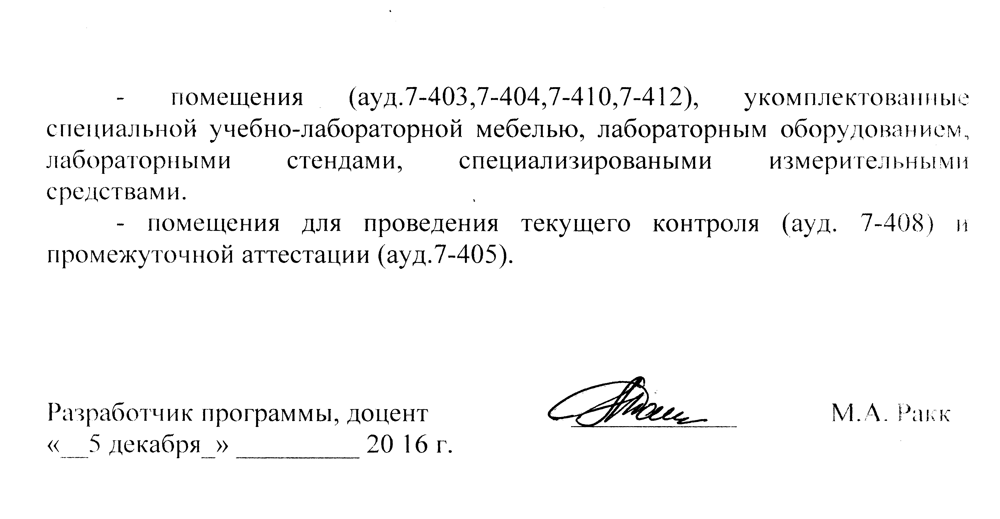 - помещения (ауд.7-403,7-404,7-410,7-412), укомплектованные
специальной учебно-лабораторной мебелью, лабораторным оборудованием,
лабораторными стендами, специализироваными измерительными
средствами.
- помещения для проведения текущего контроля (ауд. 7-408) и
промежуточной аттестации (ауд.7-405).
Разработчик программы, доцент М.А. Ракк
«__5 декабря_» _________ 20 16 г.